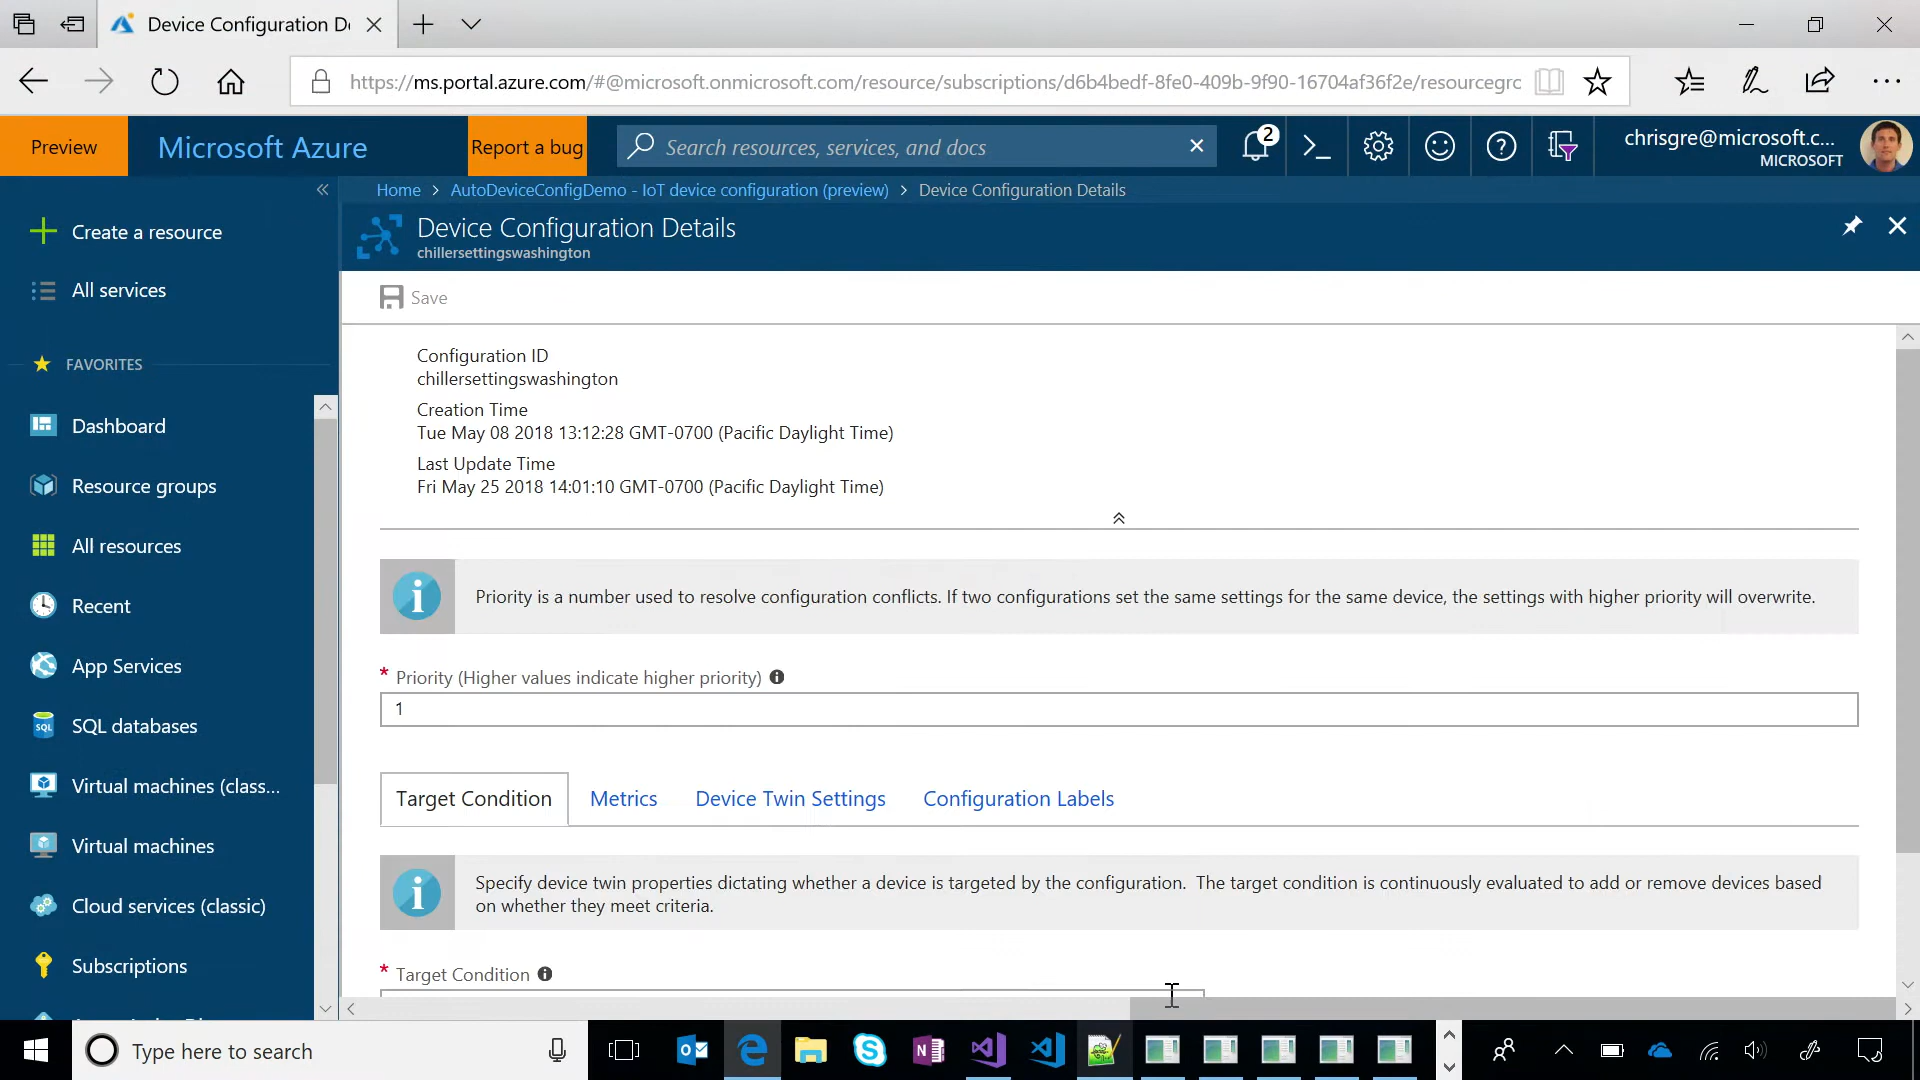 Device Configuration D
https://ms.portal.azure.com/#@microsoft.onmicrosoft.com/resource/subscriptions/d6b4bedf-8fe0-409b-9f90-16704af36f2e/resourcegrc
Preview
Microsoft Azure
Report a bug
Search resources, services, and docs
2
chrisgre@microsoft.c...
MICROSOFT
Home > AutoDeviceConfigDemo - IoT device configuration (preview) > Device Configuration Details
Device Configuration Details
chillersettingswashington
Create a resource
All services
FAVORITES
Dashboard
Resource groups
All resources
Recent
App Services
SQL databases
Virtual machines (class...
Virtual machines
Cloud services (classic)
Subscriptions
Save
Configuration ID
chillersettingswashington
Creation Time
Tue May 08 2018 13:12:28 GMT-0700 (Pacific Daylight Time)
Last Update Time
Fri May 25 2018 14:01:10 GMT-0700 (Pacific Daylight Time)
Priority is a number used to resolve configuration conflicts. If two configurations set the same settings for the same device, the settings with higher priority will overwrite.
* Priority (Higher values indicate higher priority)
1
Target Condition Metrics Device Twin Settings Configuration Labels
Specify device twin properties dictating whether a device is targeted by the configuration. The target condition is continuously evaluated to add or remove devices based
on whether they meet criteria.
* Target Condition
Type here to search